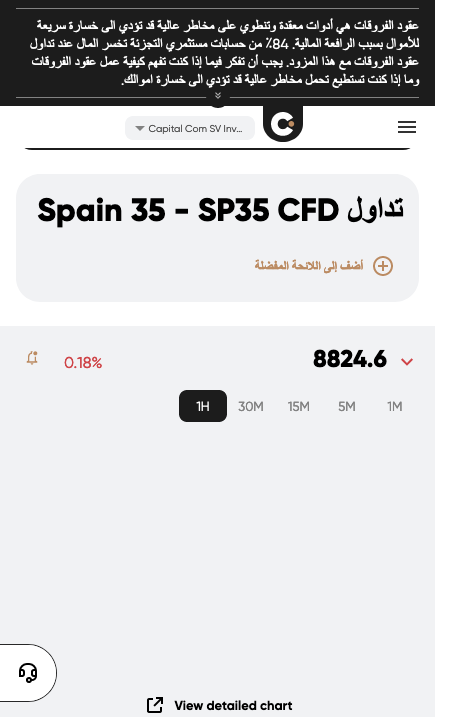 عقود الفروقات هي أدوات معقدة وتنطوي على مخاطر عالية قد تؤدي الى خسارة سريعة
للأموال بسبب الرافعة المالية. 84٪ من حسابات مستثمري التجزئة تخسر المال عند تداول
عقود الفروقات مع هذا المزود. يجب أن تفكر فيما إذا كنت تفهم كيفية عمل عقود الفروقات
وما إذا كنت تستطيع تحمل مخاطر عالية قد تؤدي الى خسارة اموالك.
Capital Com SV Inv...
تداول Spain 35 - SP35 CFD
أضف إلى اللائحة المفضلة
8824.6 0.18%
1H 30M 15M 5M 1M
View detailed chart